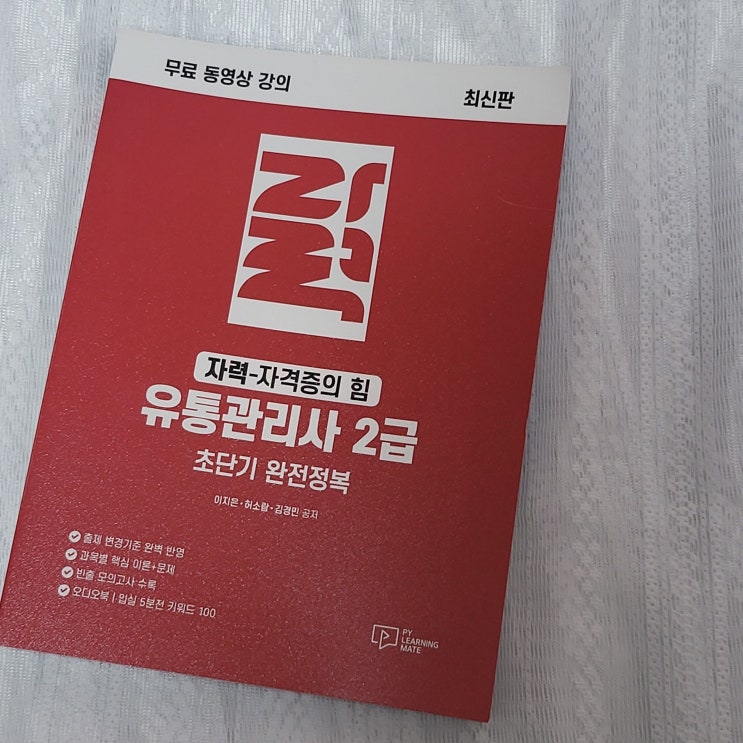 무료 동영상 강의
최신판
자력
자력-자격증의 힘
유통관리사 2급
초단기 완전정복
이지은·허소람·김경민 공저
출제 변경기준 완벽 반영
과목별 핵심 이론+문제
빈출 모의고사 수록
오디오북 | 입실 5분전 키워드 100
PY
LEARNING
MATE